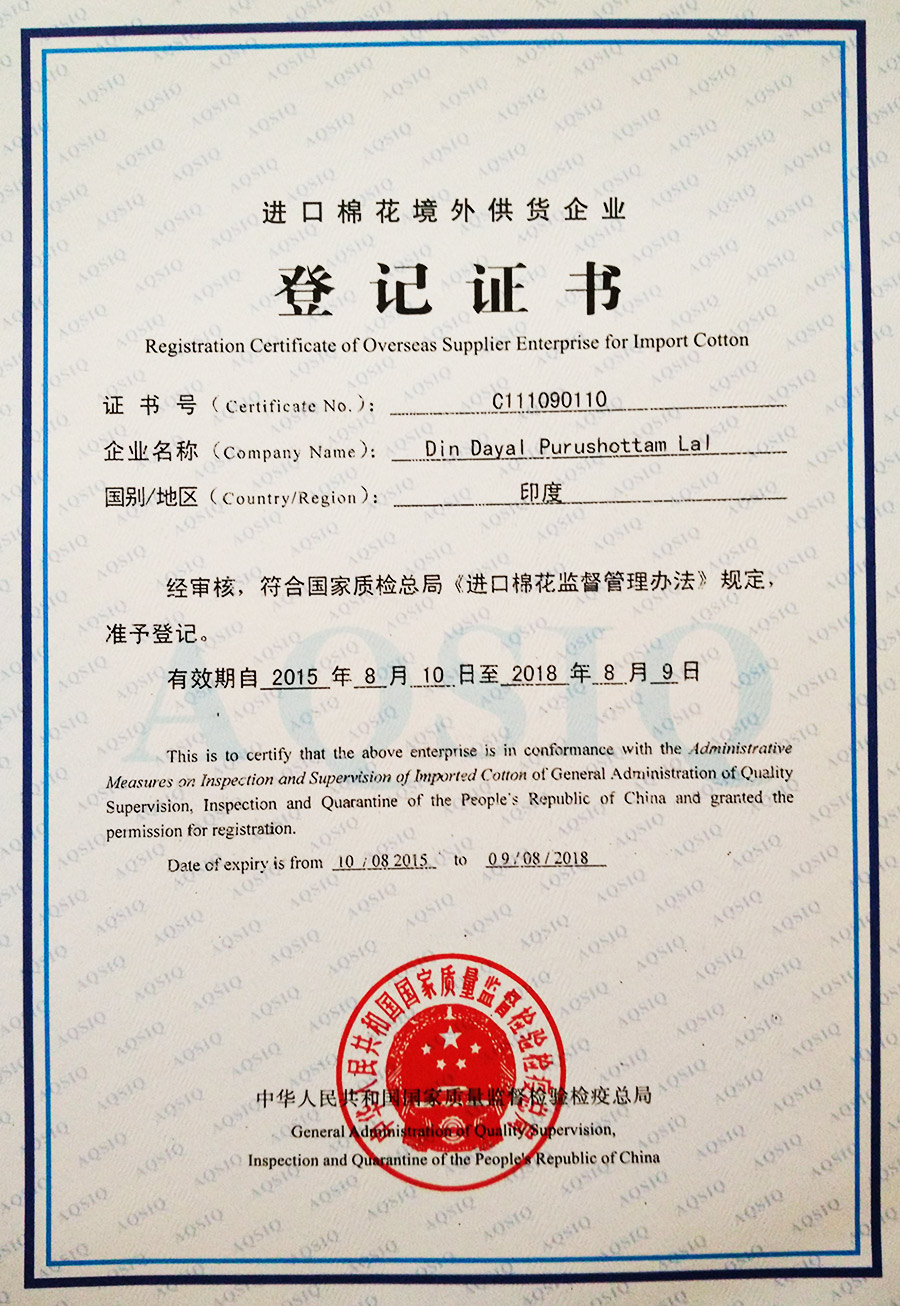 进口棉花境外供货企业
登记证书
Registration Certificate of Overseas Supplier Enterprise for Import Cotton
证 书 号（Certificate No.）： C111090110
企业名称（Company Name）： Din Dayal Purushottam Lal
国别/地区（Country/Region）： 印度
经审核，符合国家质检总局《进口棉花监督管理办法》规定，
准予登记。
有效期自 2015 年 8 月 10 日至 2018 年 8 月 9 日
AQSIQ
This is to certify that the above enterprise is in conformance with the Administrative
Measures on Inspection and Supervision of Imported Cotton of General Administration of Quality
Supervision, Inspection and Quarantine of the People's Republic of China and granted the
permission for registration.
Date of expiry is from 10 / 08 2015 to 09 / 08 / 2018
中华人民共和国国家质量监督检验检疫总局
中华人民共和国国家质量监督检验检疫总局
General Administration of Quality Supervision,
Inspection and Quarantine of the People's Republic of China